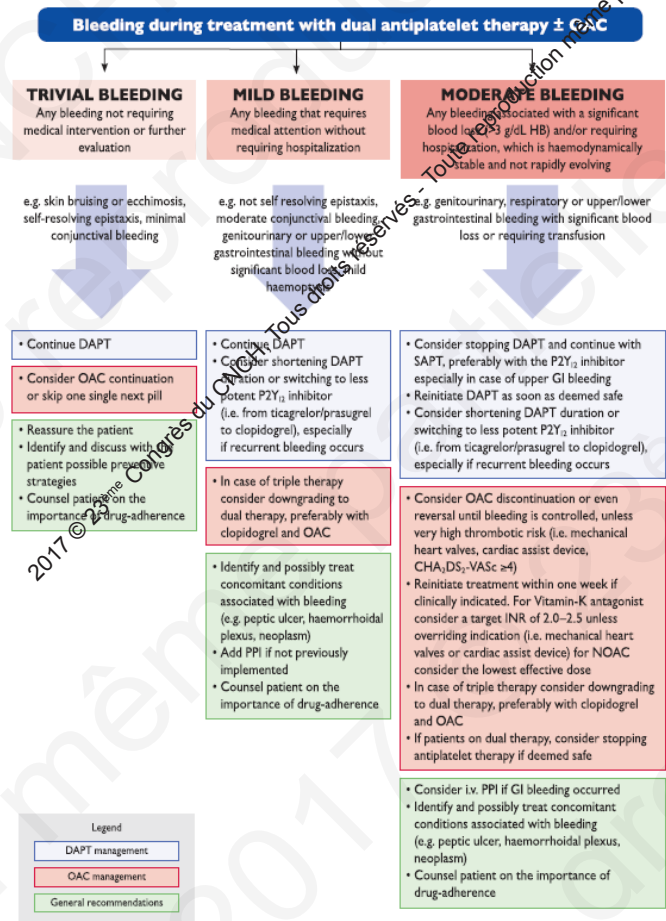 Bleeding during treatment with dual antiplatelet therapy ± OAC
TRIVIAL BLEEDING
Any bleeding not requiring
medical intervention or further
evaluation
e.g. skin bruising or ecchimosis,
self-resolving epistaxis, minimal
conjunctival bleeding
• Continue DAPT
• Consider OAC continuation
or skip one single next pill
• Reassure the patient
• Identify and discuss with the
patient possible preventive
strategies
• Counsel patient on the
importance of drug-adherence
MILD BLEEDING
Any bleeding that requires
medical attention without
requiring hospitalization
e.g. not self resolving epistaxis,
moderate conjunctival bleeding,
genitourinary or upper/lower
gastrointestinal bleeding without
significant blood loss, mild
haemoptysis
• Continue DAPT
• Consider shortening DAPT
duration or switching to less
potent P2Y₁₂ inhibitor
(i.e. from ticagrelor/prasugrel
to clopidogrel), especially
if recurrent bleeding occurs
• In case of triple therapy
consider downgrading to
dual therapy, preferably with
clopidogrel and OAC
• Identify and possibly treat
concomitant conditions
associated with bleeding
(e.g. peptic ulcer, haemorrhoidal
plexus, neoplasm)
• Add PPI if not previously
implemented
• Counsel patient on the
importance of drug-adherence
MODERATE BLEEDING
Any bleeding associated with a significant
blood loss (>3 g/dL HB) and/or requiring
hospitalization, which is haemodynamically
stable and not rapidly evolving
e.g. genitourinary, respiratory or upper/lower
gastrointestinal bleeding with significant blood
loss or requiring transfusion
• Consider stopping DAPT and continue with
SAPT, preferably with the P2Y₁₂ inhibitor
especially in case of upper GI bleeding
• Reinitiate DAPT as soon as deemed safe
• Consider shortening DAPT duration or
switching to less potent P2Y₁₂ inhibitor
(i.e. from ticagrelor/prasugrel to clopidogrel),
especially if recurrent bleeding occurs
• Consider OAC discontinuation or even
reversal until bleeding is controlled, unless
very high thrombotic risk (i.e. mechanical
heart valves, cardiac assist device,
CHA₂DS₂-VASc ≥4)
• Reinitiate treatment within one week if
clinically indicated. For Vitamin-K antagonist
consider a target INR of 2.0–2.5 unless
overriding indication (i.e. mechanical heart
valves or cardiac assist device) for NOAC
consider the lowest effective dose
• In case of triple therapy consider downgrading
to dual therapy, preferably with clopidogrel
and OAC
• If patients on dual therapy, consider stopping
antiplatelet therapy if deemed safe
• Consider i.v. PPI if GI bleeding occurred
• Identify and possibly treat concomitant
conditions associated with bleeding
(e.g. peptic ulcer, haemorrhoidal plexus,
neoplasm)
• Counsel patient on the importance of
drug-adherence
Legend
DAPT management
OAC management
General recommendations
2017 © 23ème Congrès du CNCH. Tous droits réservés - Toute reproduction même